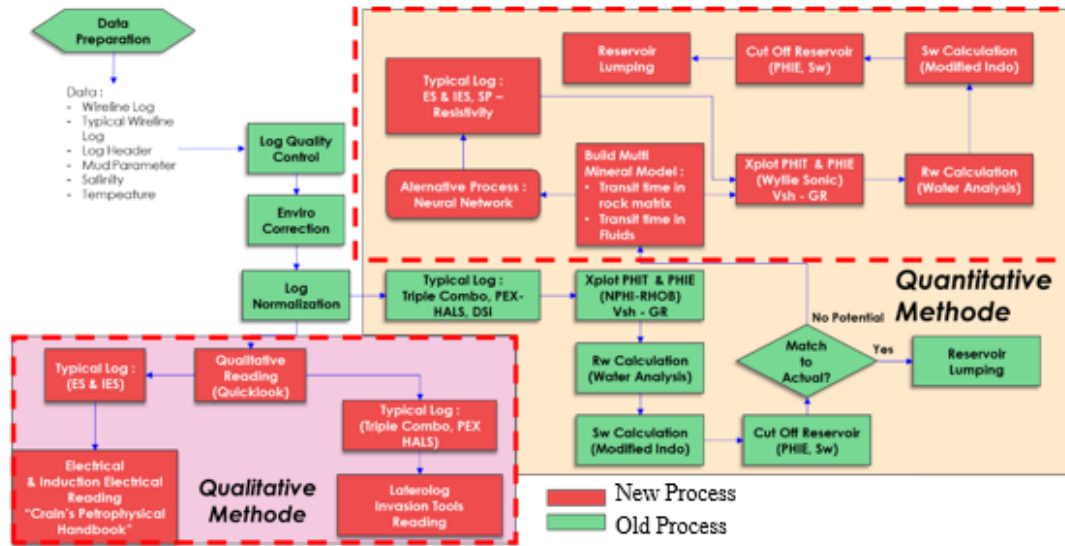 Data
Preparation
Data :
- Wireline Log
- Typical Wireline
Log
- Log Header
- Mud Parameter
- Salinity
- Tempeature
Log Quality
Control
Enviro
Correction
Log
Normalization
Typical Log :
ES & IES, SP –
Resistivity
Aternative Process :
Neural Network
Reservoir
Lumping
Cut Off Reservoir
(PHIE, Sw)
Sw Calculation
(Modified Indo)
Build Multi
Mineral Model :
• Transit time in
rock matrix
• Transit time in
Fluids
Xplot PHIT & PHIE
(Wyllie Sonic)
Vsh - GR
Rw Calculation
(Water Analysis)
Typical Log :
Triple Combo, PEX-
HALS, DSI
Xplot PHIT & PHIE
(NPHI-RHOB)
Vsh - GR
Quantitative
Methode
No Potential
Rw Calculation
(Water Analysis)
Match
to
Actual?
Yes
Reservoir
Lumping
Sw Calculation
(Modified Indo)
Cut Off Reservoir
(PHIE, Sw)
Typical Log :
(ES & IES)
Qualitative
Reading
(Quicklook)
Typical Log :
(Triple Combo, PEX
HALS)
Electrical
& Induction Electrical
Reading
"Crain's Petrophysical
Handbook"
Qualitative
Methode
Laterolog
Invasion Tools
Reading
New Process
Old Process